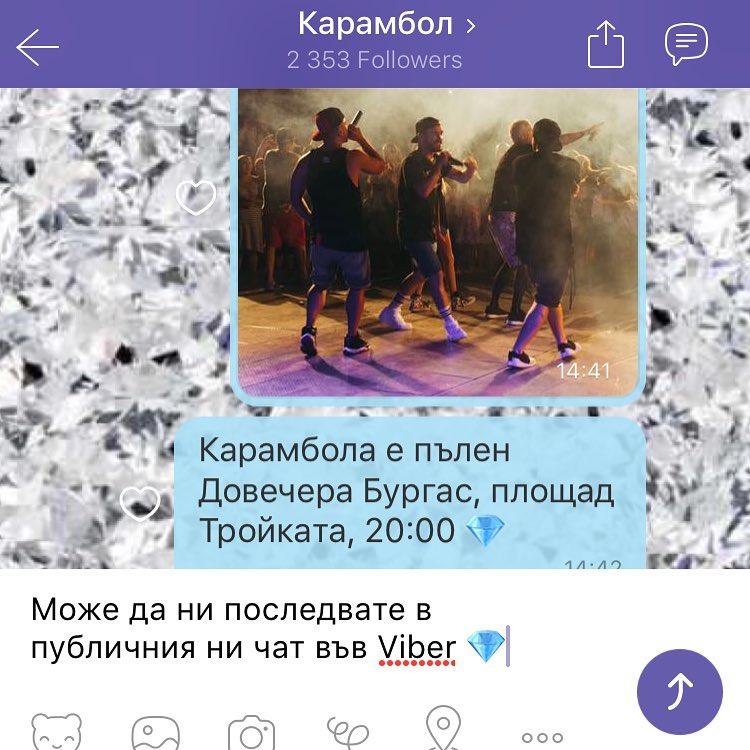 Карамбол
2 353 Followers
14:41
Карамбола е пълен
Довечера Бургас, площад
Тройката, 20:00 💎
14:42
Може да ни последвате в
публичния ни чат във Viber 💎